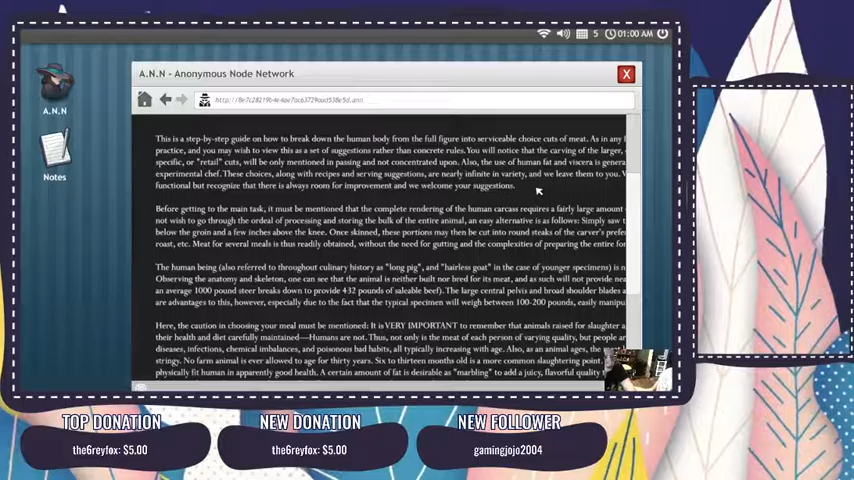 5 01:00 AM
A.N.N - Anonymous Node Network
X
A.N.N
Notes
This is a step-by-step guide on how to break down the human body from the full figure into serviceable choice cuts of meat. As in any
practice, and you may wish to view this as a set of suggestions rather than concrete rules. You will notice that the carving of the larger,
specific, or "retail" cuts, will be only mentioned in passing and not concentrated upon. Also, the use of human fat and viscera is genera
experimental chef. These choices, along with recipes and serving suggestions, are nearly infinite in variety, and we leave them to you. W
functional but recognize that there is always room for improvement and we welcome your suggestions.
Before getting to the main task, it must be mentioned that the complete rendering of the human carcass requires a fairly large amount
not wish to go through the ordeal of processing and storing the bulk of the entire animal, an easy alternative is as follows: Simply saw t
below the groin and a few inches above the knee. Once skinned, these portions may then be cut into round steaks of the carver's prefe
roast, etc. Meat for several meals is thus readily obtained, without the need for gutting and the complexities of preparing the entire for
The human being (also referred to throughout culinary history as "long pig", and "hairless goat" in the case of younger specimens) is n
Observing the anatomy and skeleton, one can see that the animal is neither built nor bred for its meat, and as such will not provide nea
an average 1000 pound steer breaks down to provide 432 pounds of saleable beef). The large central pelvis and broad shoulder blades a
are advantages to this, however, especially due to the fact that the typical specimen will weigh between 100-200 pounds, easily manipu
Here, the caution in choosing your meal must be mentioned: It is VERY IMPORTANT to remember that animals raised for slaughter a
their health and diet carefully maintained—Humans are not. Thus, not only is the meat of each person of varying quality, but people ar
diseases, infections, chemical imbalances, and poisonous bad habits, all typically increasing with age. Also, as an animal ages, the
strings. No farm animal is ever allowed to age for thirty years. Six to thirteen months old is a more common slaughtering point.
physically fit human in apparently good health. A certain amount of fat is desirable as "marbling" to add a juicy, flavorful quality
TOP DONATION
the6reyfox: $5.00
NEW DONATION
the6reyfox: $5.00
NEW FOLLOWER
gamingjojo2004